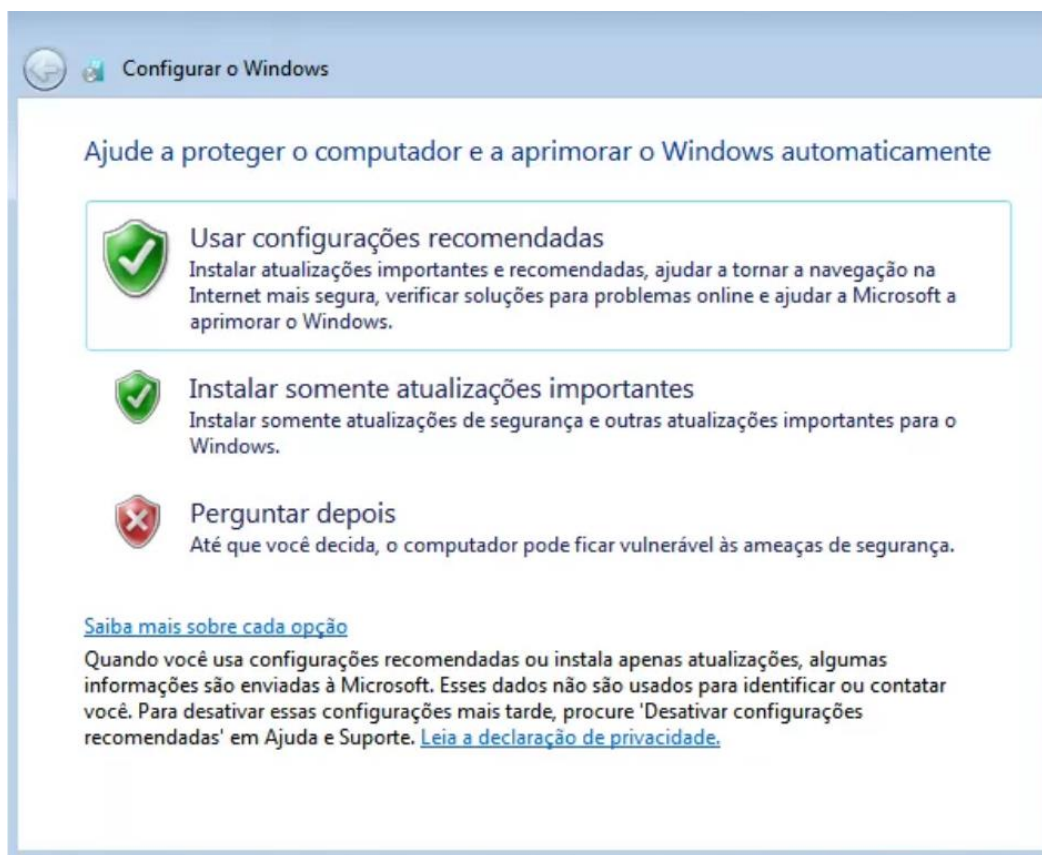 Configurar o Windows
Ajude a proteger o computador e a aprimorar o Windows automaticamente
Usar configurações recomendadas
Instalar atualizações importantes e recomendadas, ajudar a tornar a navegação na
Internet mais segura, verificar soluções para problemas online e ajudar a Microsoft a
aprimorar o Windows.
Instalar somente atualizações importantes
Instalar somente atualizações de segurança e outras atualizações importantes para o
Windows.
Perguntar depois
Até que você decida, o computador pode ficar vulnerável às ameaças de segurança.
Saiba mais sobre cada opção
Quando você usa configurações recomendadas ou instala apenas atualizações, algumas
informações são enviadas à Microsoft. Esses dados não são usados para identificar ou contatar
você. Para desativar essas configurações mais tarde, procure 'Desativar configurações
recomendadas' em Ajuda e Suporte. Leia a declaração de privacidade.